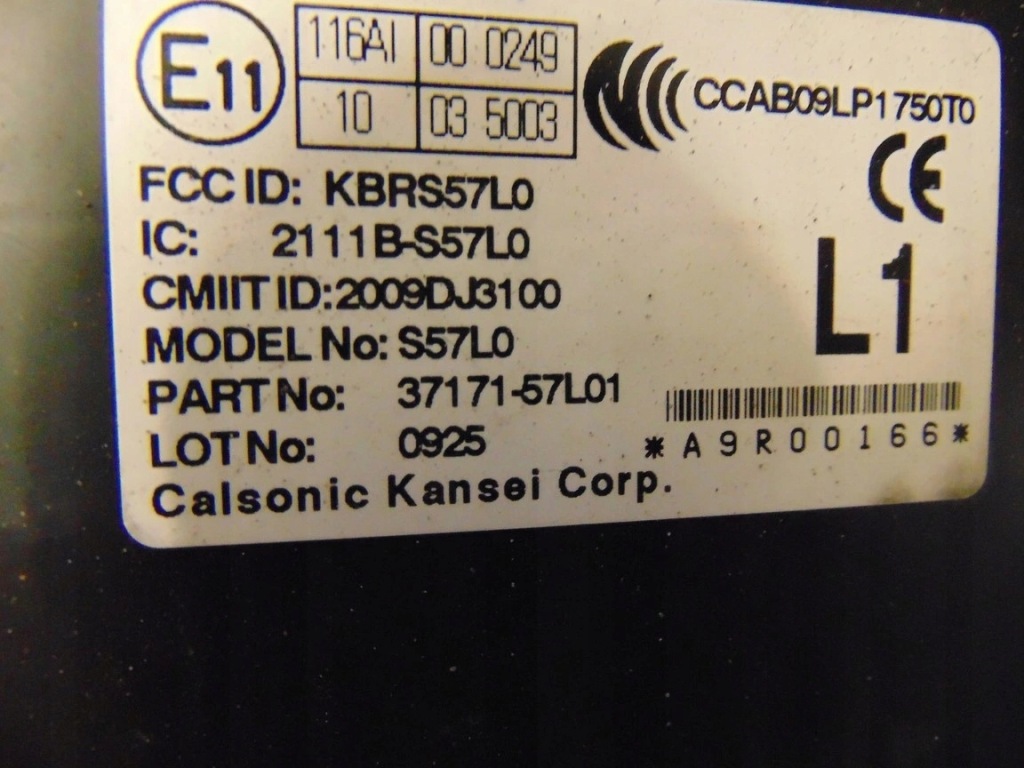 E11
116AI 00 0249
10 03 5003
CCAB09LP1750T0
CE
FCC ID: KBRS57L0
IC: 2111B-S57L0
CMIIT ID:2009DJ3100
L1
MODEL No: S57L0
PART No: 37171-57L01
LOT No: 0925
*A9R00166*
Calsonic Kansei Corp.